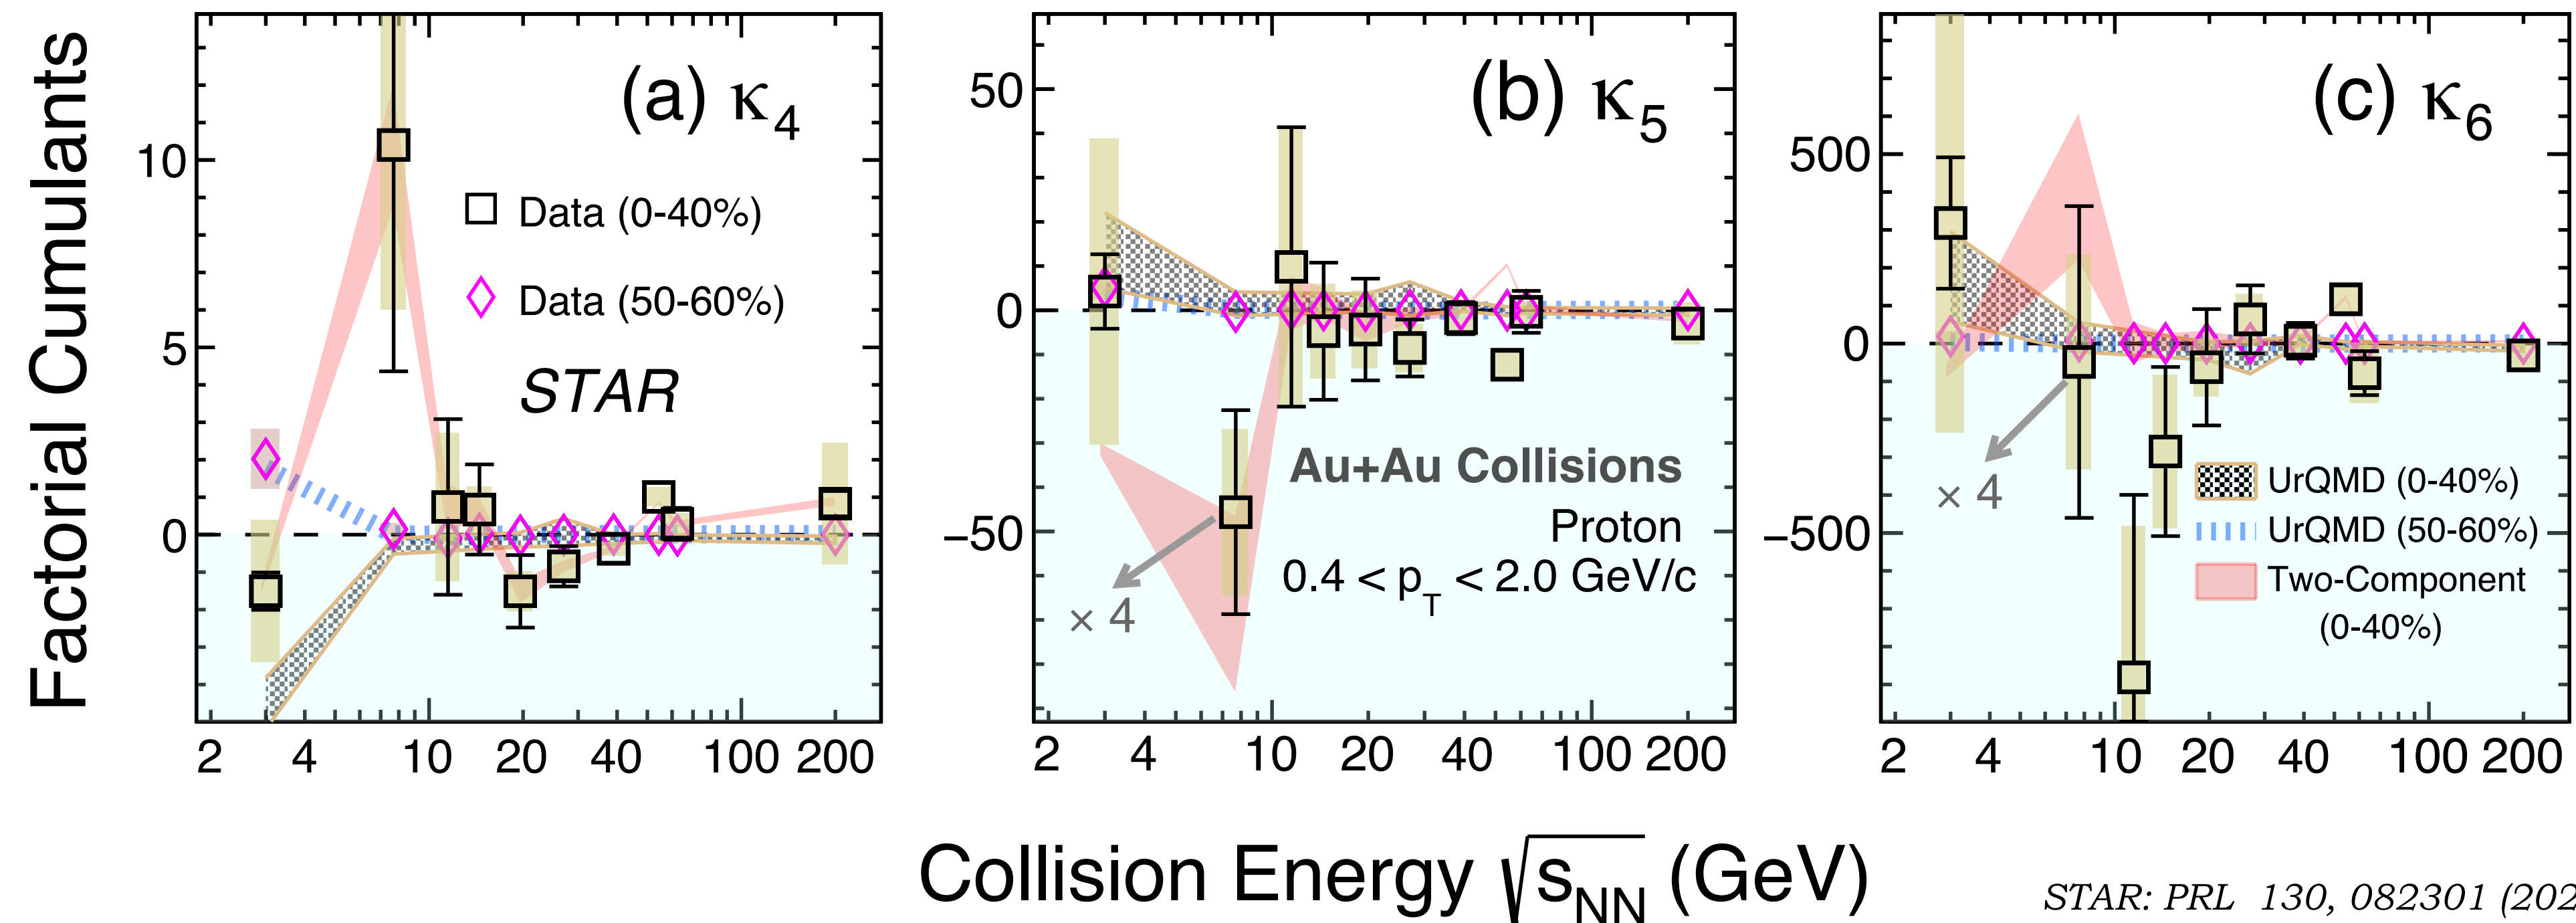 Factorial Cumulants
(a) κ4
Data (0-40%)
Data (50-60%)
STAR
10
5
0
2 4 10 20 40 100 200
(b) κ5
50
0
−50
× 4
Au+Au Collisions
Proton
0.4 < pT < 2.0 GeV/c
2 4 10 20 40 100 200
(c) κ6
500
0
−500
× 4
UrQMD (0-40%)
UrQMD (50-60%)
Two-Component
(0-40%)
2 4 10 20 40 100 200
Collision Energy √sNN (GeV)
STAR: PRL 130, 082301 (202